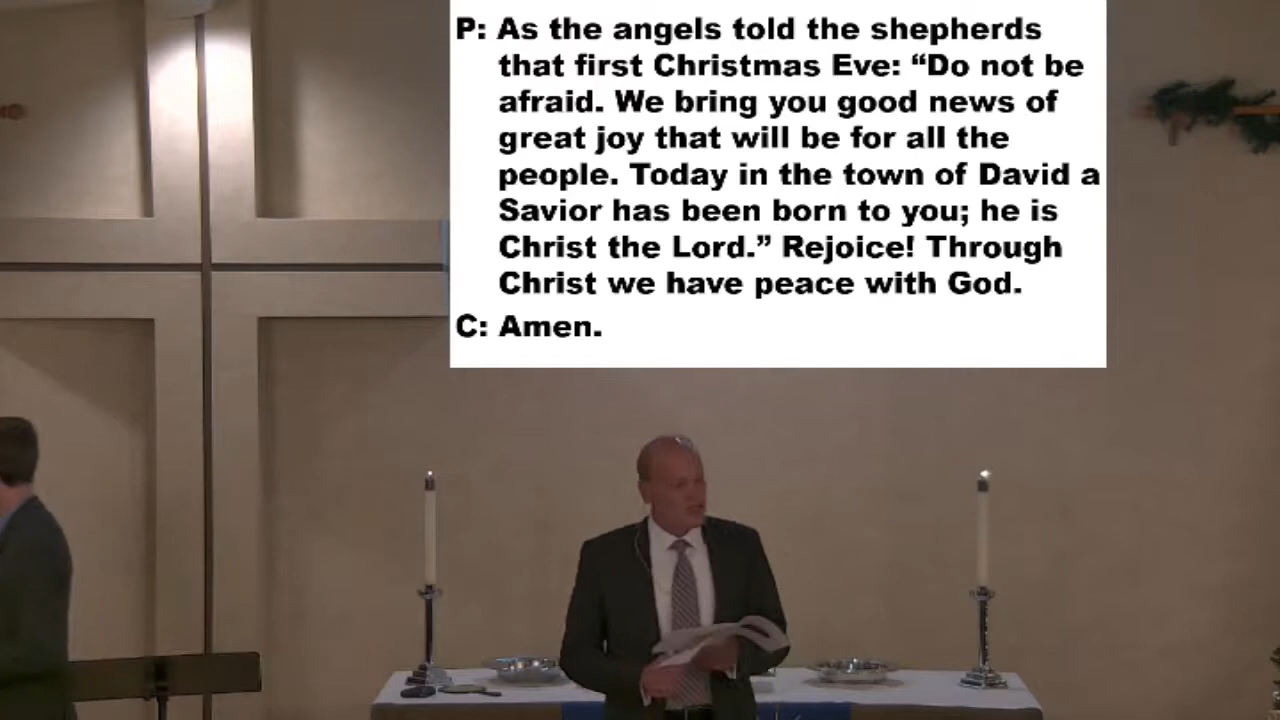 P: As the angels told the shepherds
that first Christmas Eve: “Do not be
afraid. We bring you good news of
great joy that will be for all the
people. Today in the town of David a
Savior has been born to you; he is
Christ the Lord.” Rejoice! Through
Christ we have peace with God.
C: Amen.